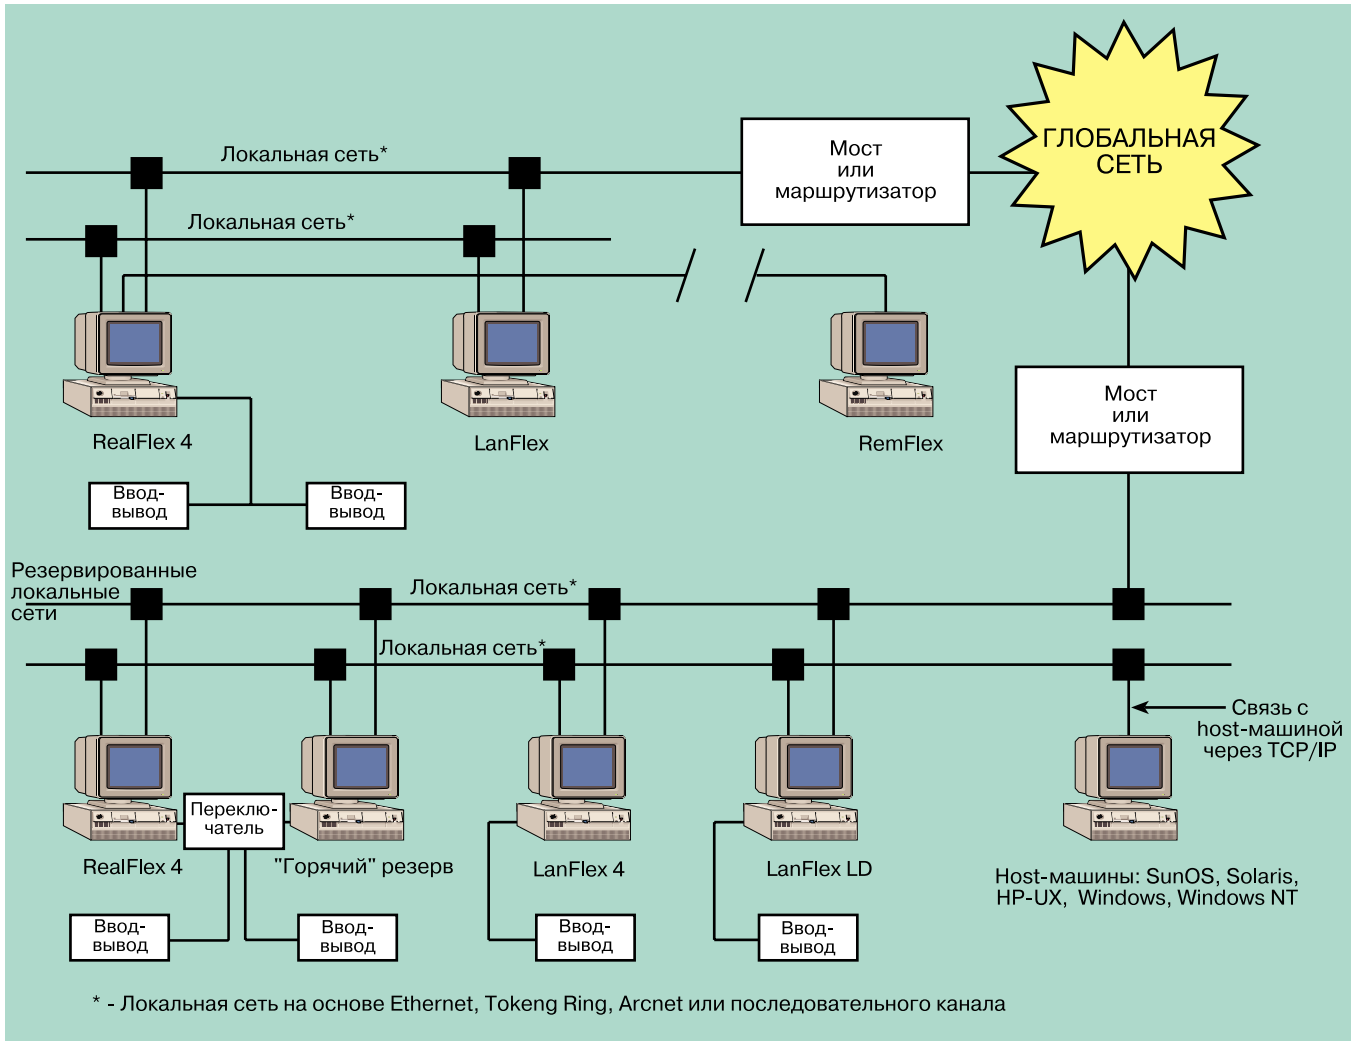 ГЛОБАЛЬНАЯ
СЕТЬ
Мост
или
маршрутизатор
Локальная сеть*
Локальная сеть*
RealFlex 4
LanFlex
RemFlex
Мост
или
маршрутизатор
Ввод-
вывод
Ввод-
вывод
Резервированные
локальные
сети
Локальная сеть*
Локальная сеть*
Связь с
host-машиной
через TCP/IP
Переклю-
чатель
RealFlex 4
"Горячий" резерв
LanFlex 4
LanFlex LD
Host-машины: SunOS, Solaris,
HP-UX, Windows, Windows NT
Ввод-
вывод
Ввод-
вывод
Ввод-
вывод
Ввод-
вывод
* - Локальная сеть на основе Ethernet, Tokeng Ring, Arcnet или последовательного канала